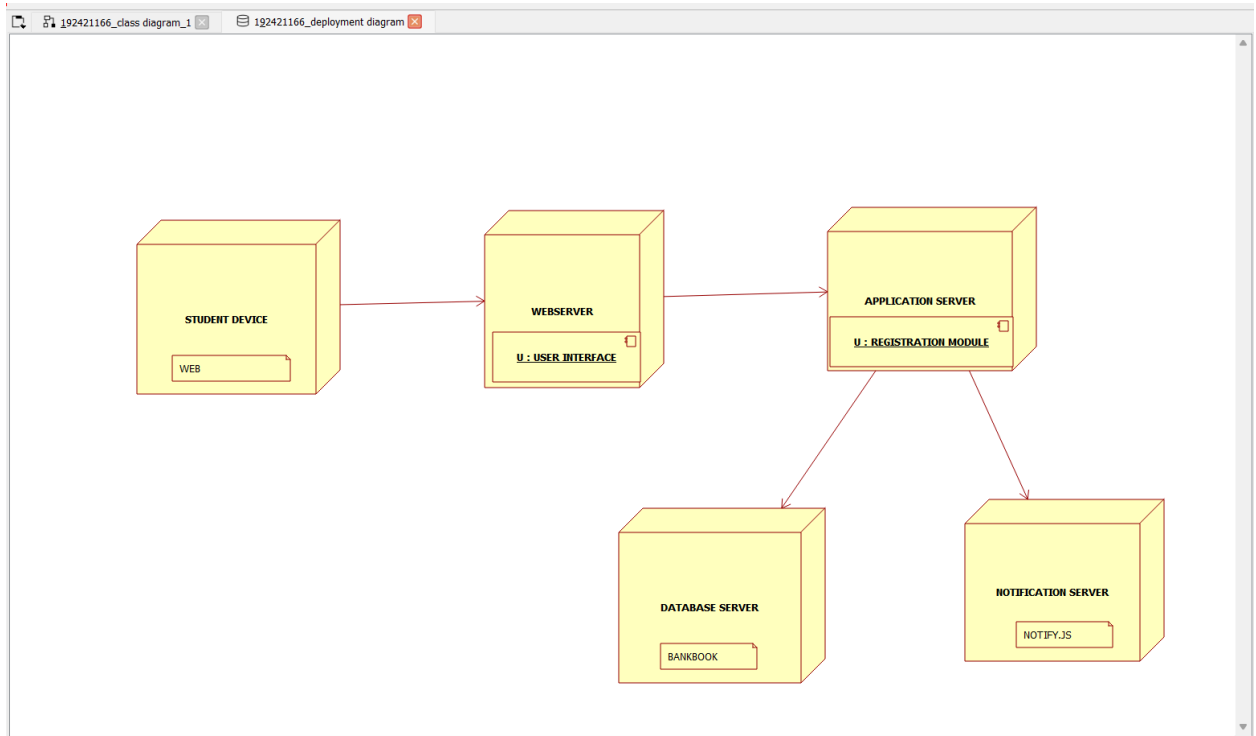 192421166_class diagram_1
192421166_deployment diagram
STUDENT DEVICE
WEB
WEBSERVER
U : USER INTERFACE
APPLICATION SERVER
U : REGISTRATION MODULE
DATABASE SERVER
BANKBOOK
NOTIFICATION SERVER
NOTIFY.JS